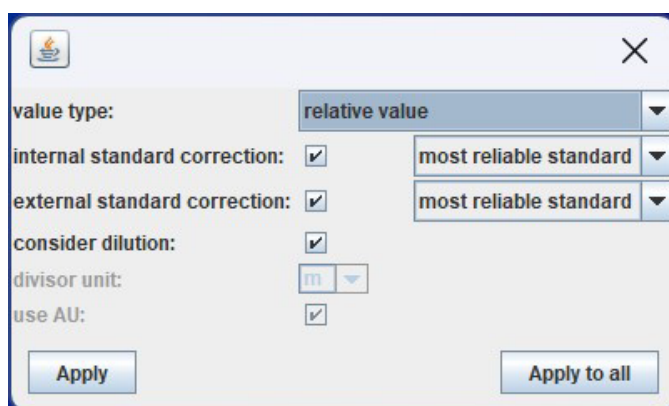 value type: relative value
internal standard correction: most reliable standard
external standard correction: most reliable standard
consider dilution:
divisor unit: m
use AU:
Apply Apply to all